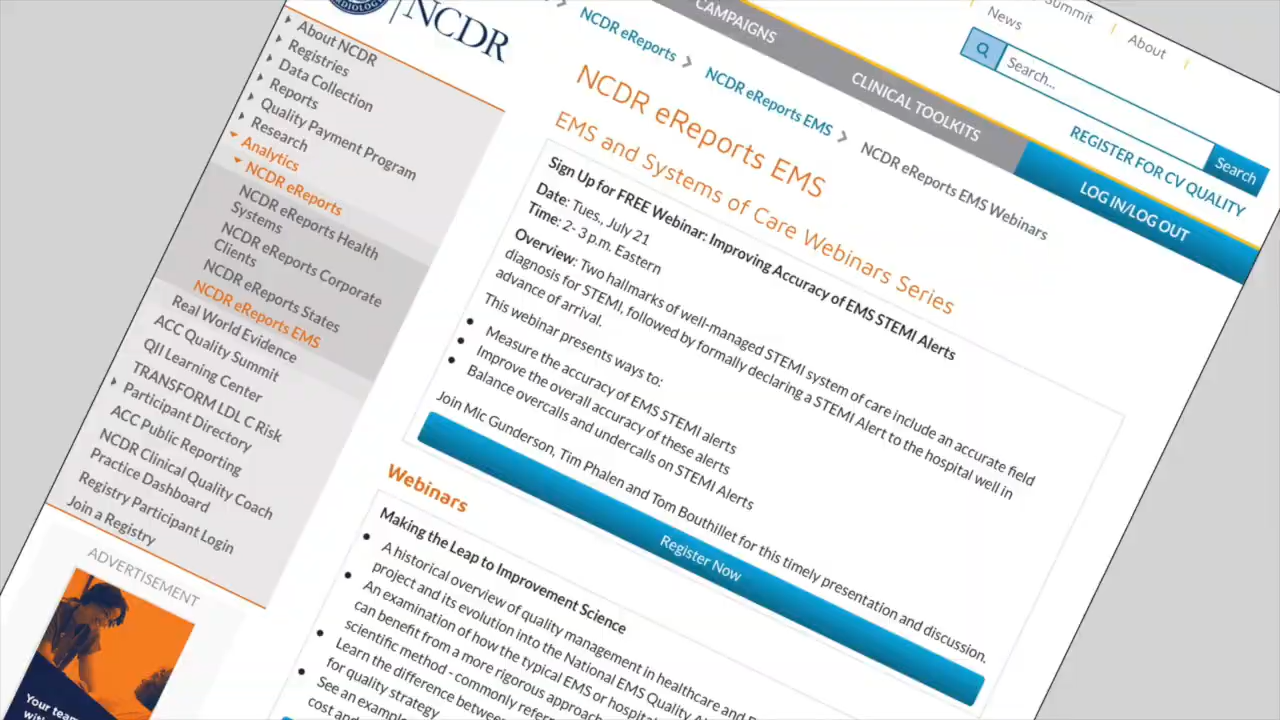 NCDR
About NCDR
Registries
Data Collection
Reports
Quality Payment Program
Research
Analytics
NCDR eReports
NCDR eReports Health
Systems
NCDR eReports Corporate
Clients
NCDR eReports States
NCDR eReports EMS
Real World Evidence
ACC Quality Summit
QII Learning Center
TRANSFORM LDL C Risk
Participant Directory
ACC Public Reporting
NCDR Clinical Quality Coach
Practice Dashboard
Registry Participant Login
Join a Registry
ADVERTISEMENT
Your
News
Summit
About
Search...
Search
REGISTER FOR CV QUALITY
CAMPAIGNS
CLINICAL TOOLKITS
LOG IN/LOG OUT
NCDR eReports > NCDR eReports EMS > NCDR eReports EMS Webinars
NCDR eReports EMS
EMS and Systems of Care Webinars Series
Sign Up for FREE Webinar: Improving Accuracy of EMS STEMI Alerts
Date: Tues., July 21
Time: 2- 3 p.m. Eastern
Overview: Two hallmarks of well-managed STEMI system of care include an accurate field
diagnosis for STEMI, followed by formally declaring a STEMI Alert to the hospital well in
advance of arrival.
This webinar presents ways to:
• Measure the accuracy of EMS STEMI alerts
• Improve the overall accuracy of these alerts
• Balance overcalls and undercalls on STEMI Alerts
Join Mic Gunderson, Tim Phalen and Tom Bouthillet for this timely presentation and discussion.
Register Now
Webinars
Making the Leap to Improvement Science
• A historical overview of quality management in healthcare and
project and its evolution into the National EMS Quality
• An examination of how the typical EMS or hospital
can benefit from a more rigorous approach
scientific method - commonly
• Learn the difference between
for quality strategy
• See an example
cost and